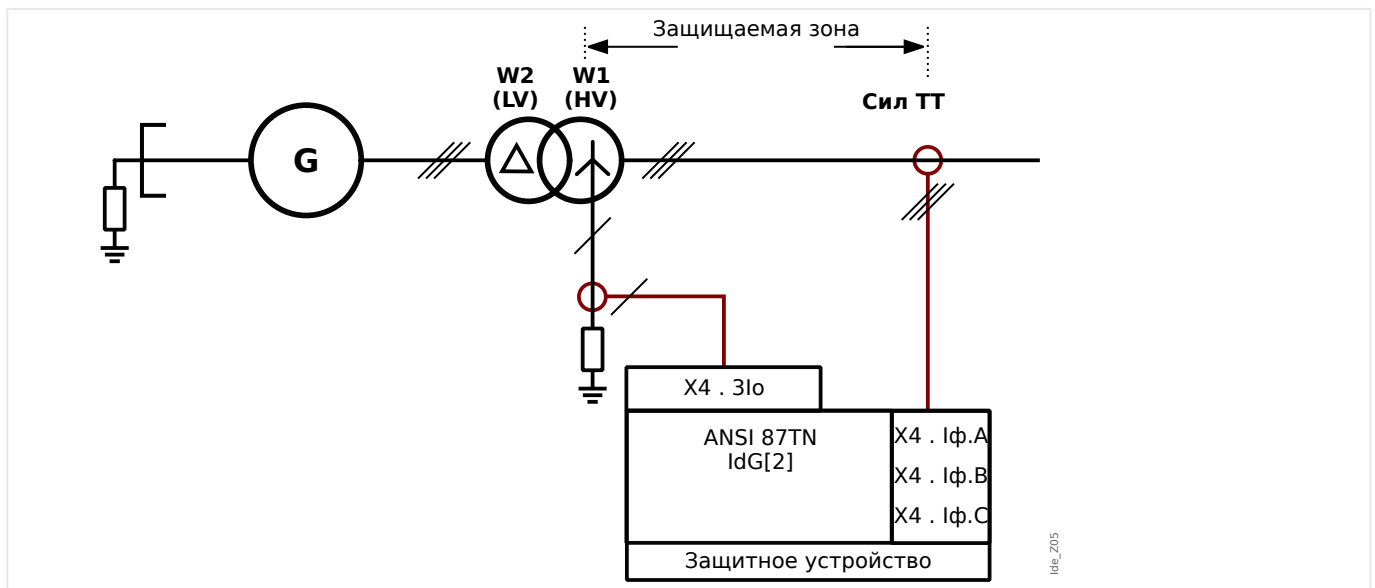 Защищаемая зона
W2
(LV)
W1
(HV)
Сил ТТ
G
X4 . 3Io
ANSI 87TN
IdG[2]
X4 . Iф.A
X4 . Iф.B
X4 . Iф.C
Защитное устройство
Ide_Z05